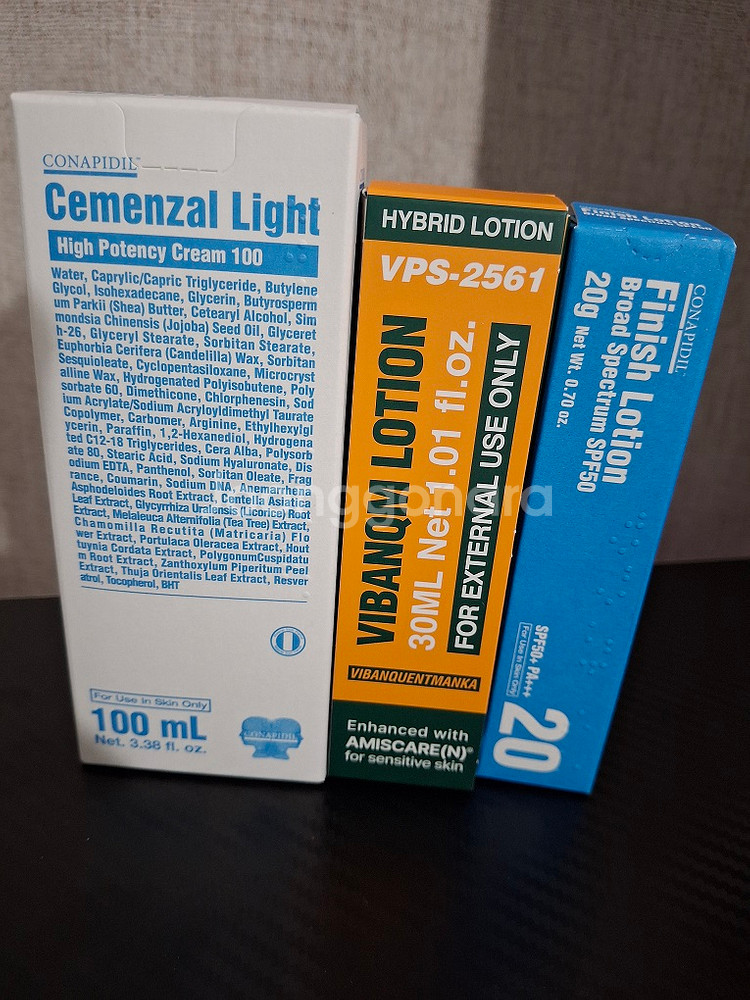 CONAPIDIL
Cemenzal Light
High Potency Cream 100
Water, Caprylic/Capric Triglyceride, Butylene
Glycol, Isohexadecane, Glycerin, Butyrosperm
um Parkii (Shea) Butter, Cetearyl Alcohol, Sim
mondsia Chinensis (Jojoba) Seed Oil, Glyceret
h-26, Glyceryl Stearate, Sorbitan Stearate,
Euphorbia Cerifera (Candelilla) Wax, Sorbitan
Sesquioleate, Cyclopentasiloxane, Microcryst
alline Wax, Hydrogenated Polyisobutene, Poly
sorbate 60, Dimethicone, Chlorphenesin, Sod
ium Acrylate/Sodium Acryloyldimethyl Taurate
Copolymer, Carbomer, Arginine, Ethylhexylgl
ycerin, Paraffin, 1,2-Hexanediol, Hydrogena
ted C12-18 Triglycerides, Cera Alba, Polysorb
ate 80, Stearic Acid, Sodium Hyaluronate, Dis
odium EDTA, Panthenol, Sorbitan Oleate, Frag
rance, Coumarin, Sodium DNA, Anemarrhena
Asphodeloides Root Extract, Centella Asiatica
Leaf Extract, Glycyrrhiza Uralensis (Licorice) Root
Extract, Melaleuca Alternifolia (Tea Tree) Extract,
Chamomilla Recutita (Matricaria) Flo
wer Extract, Portulaca Oleracea Extract, Hout
tuynia Cordata Extract, PolygonumCuspidatu
m Root Extract, Zanthoxylum Piperitum Peel
Extract, Thuja Orientalis Leaf Extract, Resver
atrol, Tocopherol, BHT
For Use in Skin Only
100 mL
Net. 3.38 fl. oz.
CONAPIDIL
HYBRID LOTION
VPS-2561
VIBANQUI LOTION
30ML Net 1.01 fl.oz.
FOR EXTERNAL USE ONLY
VIBANQUENTMANKA
Enhanced with
AMISCARE(N)®
for sensitive skin
Finish Lotion
CONAPIDIL
Finish Lotion
Broad Spectrum SPF50
20g Net Wt. 0.70 oz.
SPF50+ PA+++
For Use In Skin Only
20